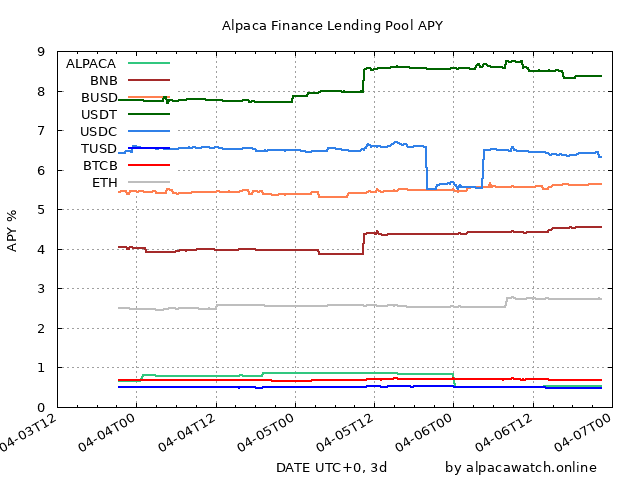 Alpaca Finance Lending Pool APY
APY %
9
8
7
6
5
4
3
2
1
0
ALPACA
BNB
BUSD
USDT
USDC
TUSD
BTCB
ETH
04-03T12
04-04T00
04-04T12
04-05T00
04-05T12
04-06T00
04-06T12
04-07T00
DATE UTC+0, 3d
by alpacawatch.online